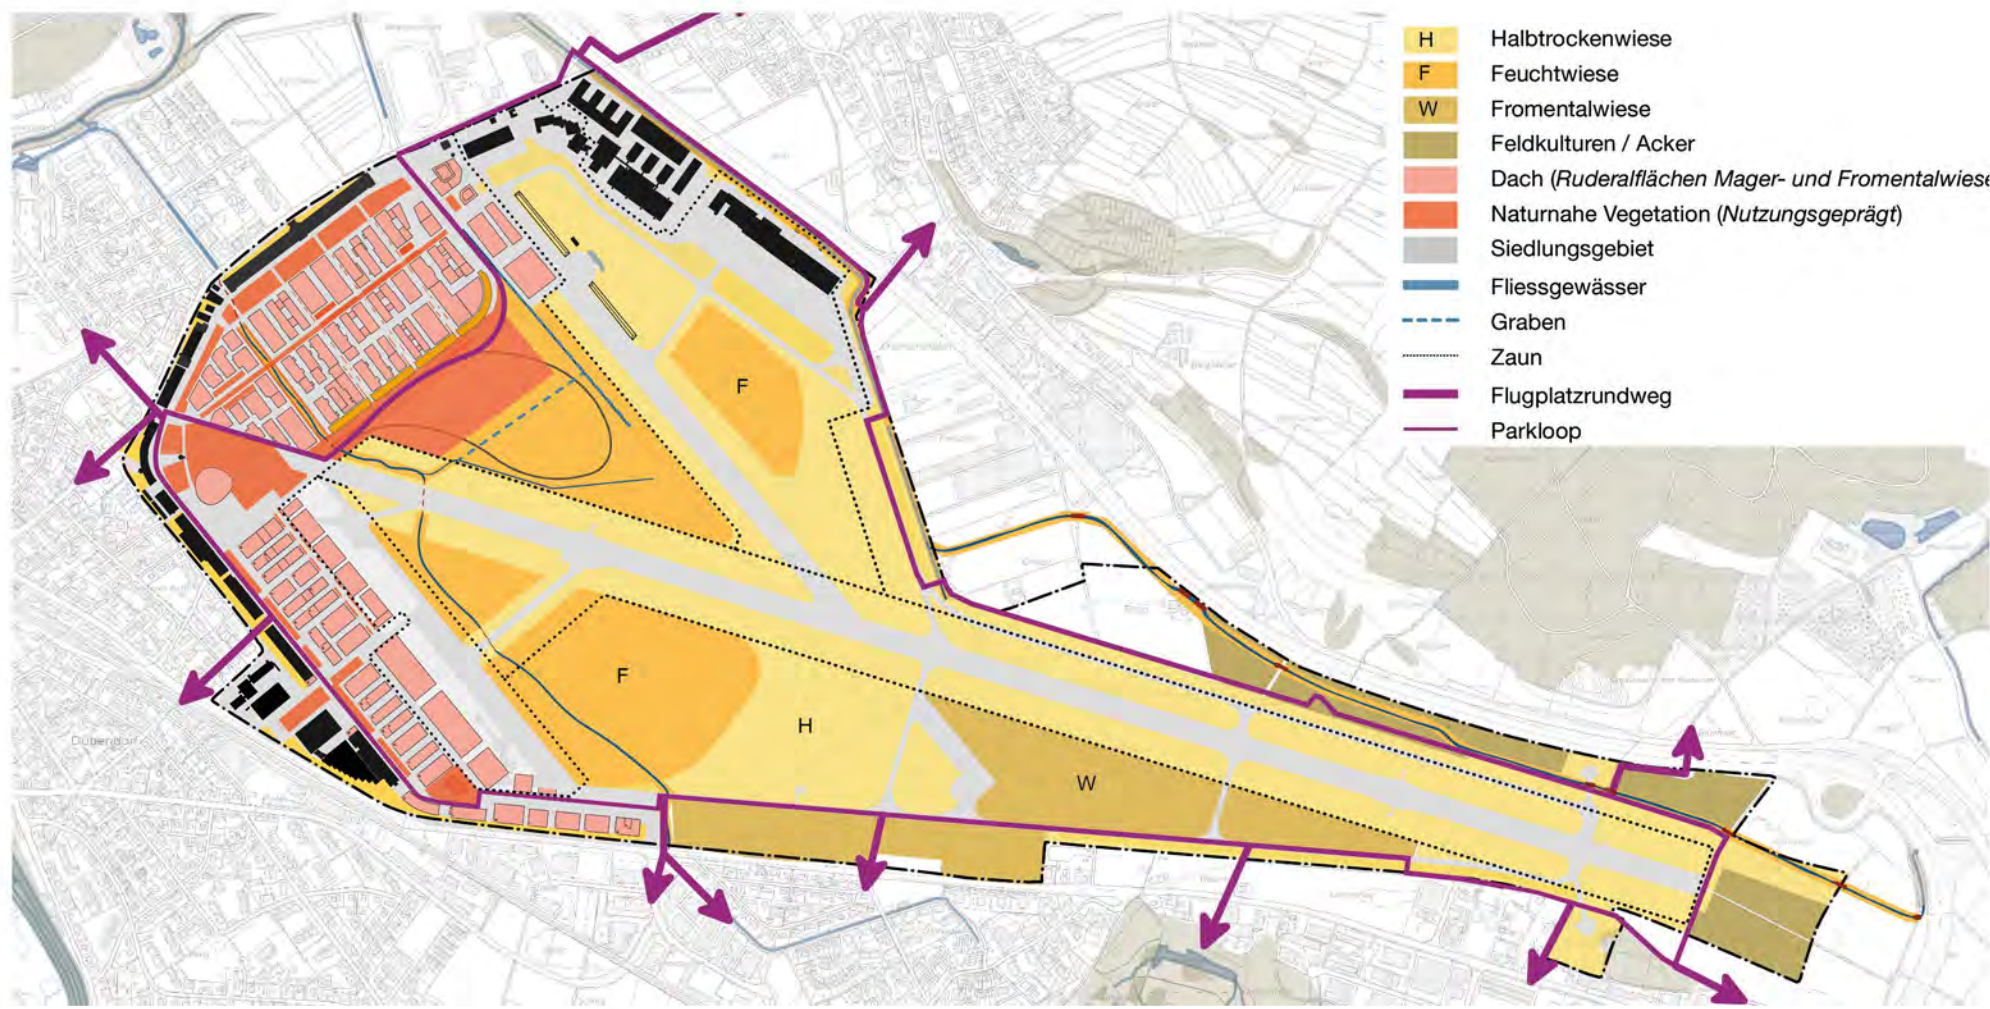 H Halbtrockenwiese
F Feuchtwiese
W Fromentalwiese
Feldkulturen / Acker
Dach (Ruderalflächen Mager- und Fromentalwiese
Naturnahe Vegetation (Nutzungsgeprägt)
Siedlungsgebiet
Fliessgewässer
Graben
Zaun
Flugplatzrundweg
Parkloop
F
F
H
W
Dübendorf